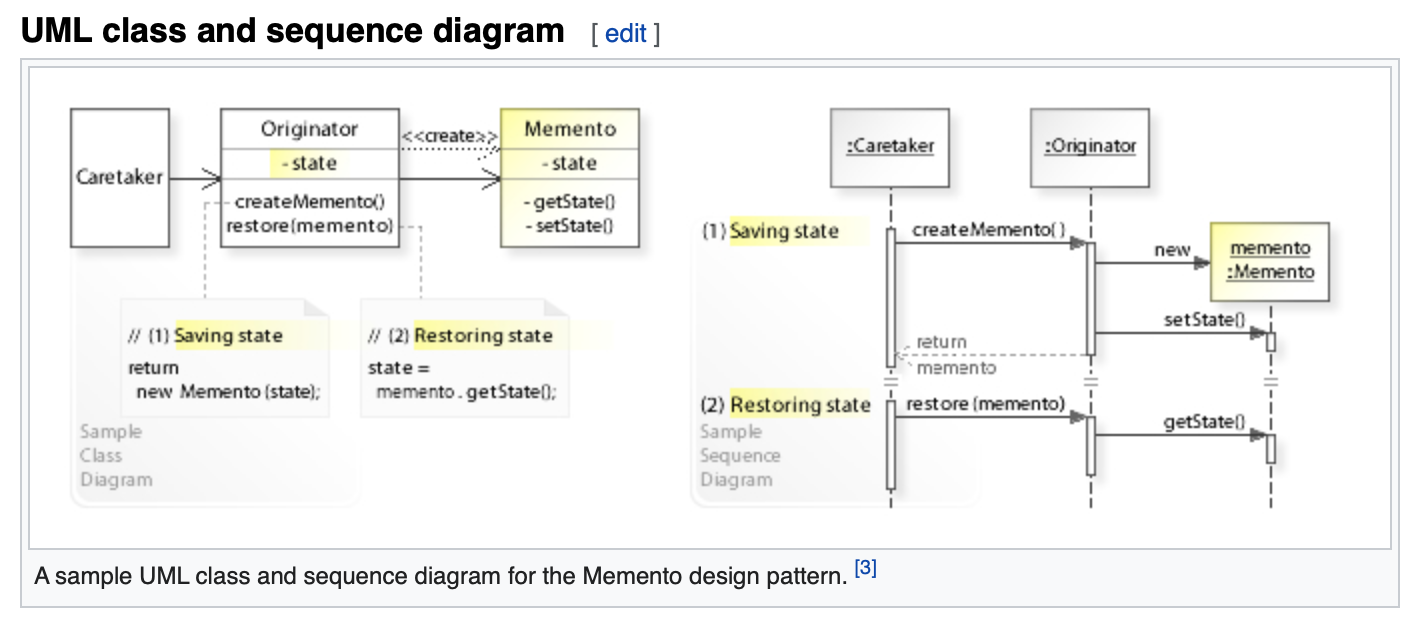 UML class and sequence diagram [ edit ]
Caretaker
Originator
- state
createMemento()
restore(memento)
<<create>>
Memento
- state
- getState()
- setState()
// (1) Saving state
return
new Memento (state);
// (2) Restoring state
state =
memento . getState();
Sample
Class
Diagram
:Caretaker
:Originator
(1) Saving state
createMemento( )
new
memento
:Memento
setState()
return
memento
(2) Restoring state
restore (memento)
getState()
Sample
Sequence
Diagram
A sample UML class and sequence diagram for the Memento design pattern. [3]